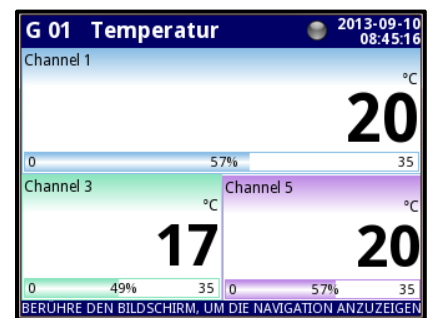 G 01 Temperatur 2013-09-10
08:45:16
Channel 1
°C
20
0 57% 35
Channel 3
°C
17
0 49% 35
Channel 5
°C
20
0 57% 35
BERÜHRE DEN BILDSCHIRM, UM DIE NAVIGATION ANZUZEIGEN